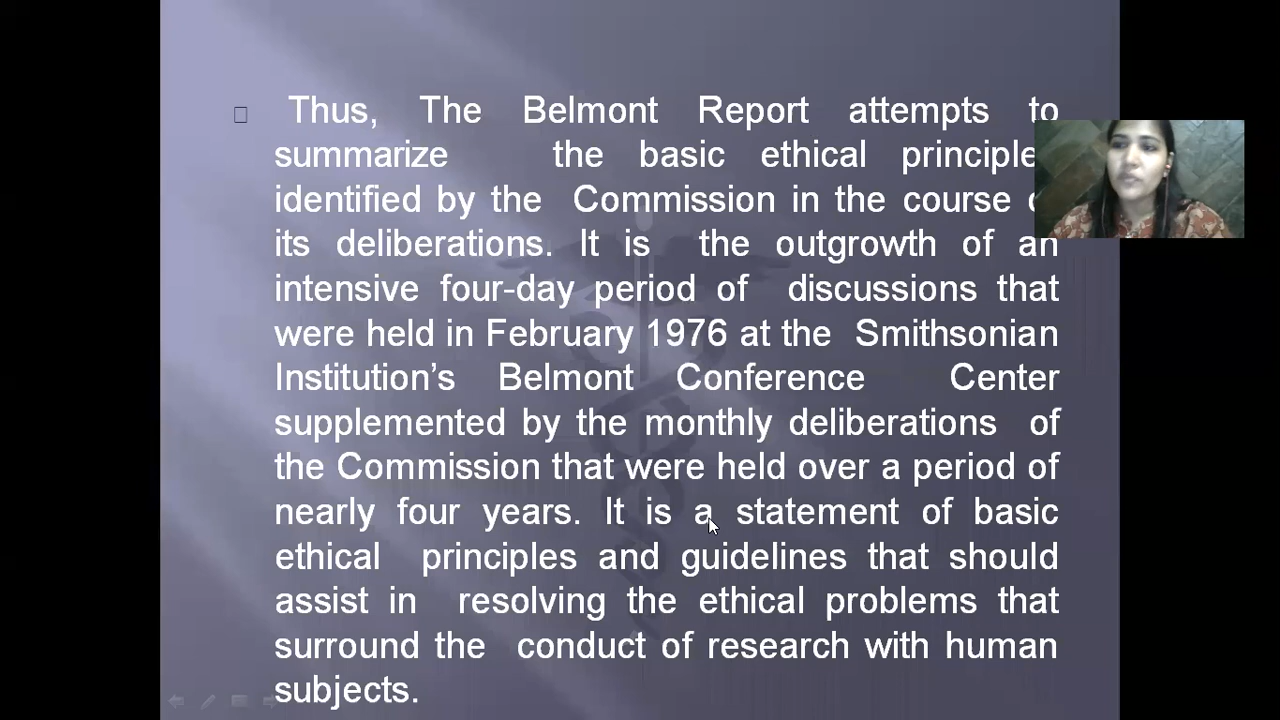 Thus, The Belmont Report attempts to
summarize the basic ethical
identified by the Commission in the course
its deliberations. It is the outgrowth of an
intensive four-day period of discussions that
were held in February 1976 at the Smithsonian
Institution’s Belmont Conference Center
supplemented by the monthly deliberations of
the Commission that were held over a period of
nearly four years. It is a statement of basic
ethical principles and guidelines that should
assist in resolving the ethical problems that
surround the conduct of research with human
subjects.